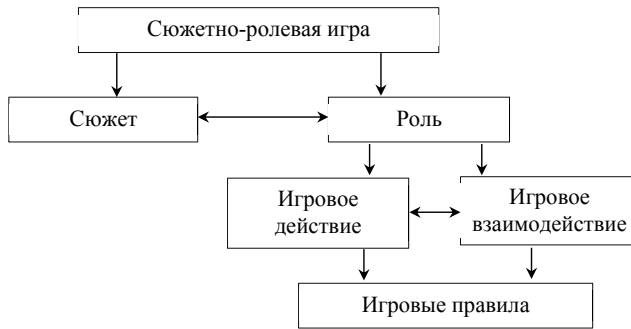 Сюжетно-ролевая игра
Сюжет
Роль
Игровое
действие
Игровое
взаимодействие
Игровые правила